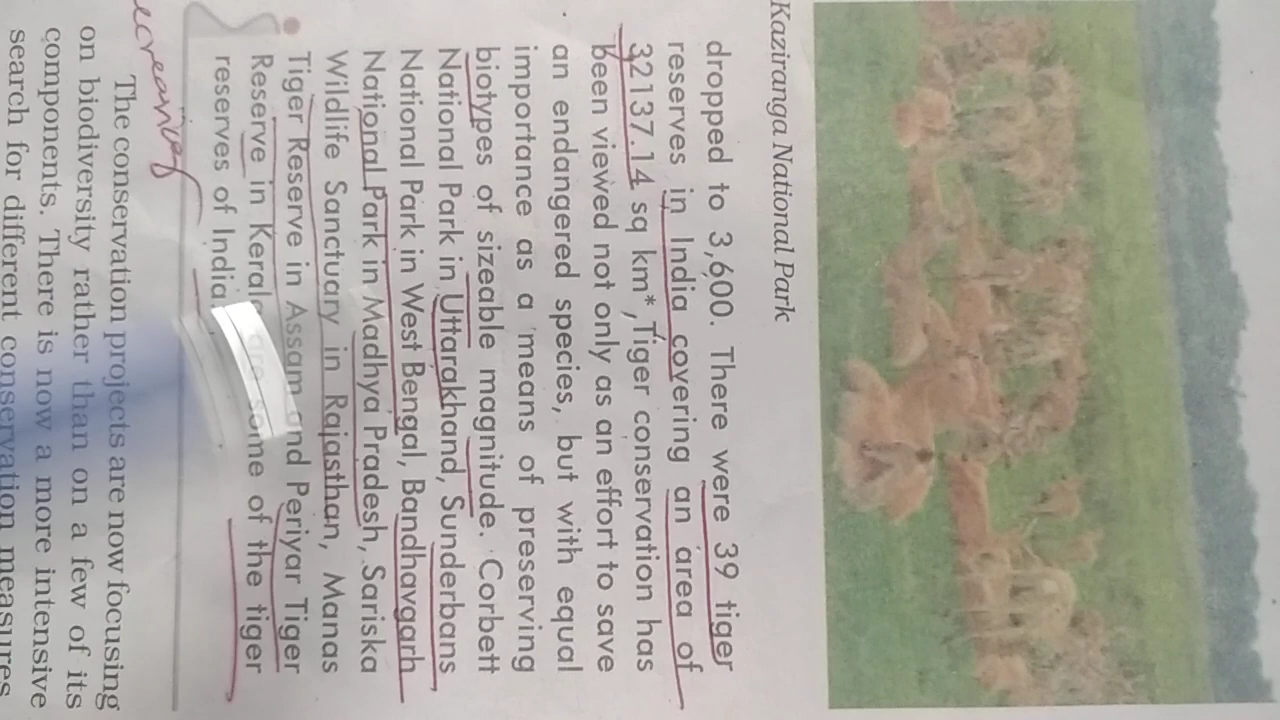 Kaziranga National Park
dropped to 3,600. There were 39 tiger
reserves in India covering an area of
32137.14 sq km*, Tiger conservation has
been viewed not only as an effort to save
an endangered species, but with equal
importance as a means of preserving
biotypes of sizeable magnitude. Corbett
National Park in Uttarakhand, Sunderbans
National Park in West Bengal, Bandhavgarh
National Park in Madhya Pradesh, Sariska
Wildlife Sanctuary in Rajasthan, Manas
Tiger Reserve in Assam and Periyar Tiger
Reserve in Kerala are some of the tiger
reserves of India
The conservation projects are now focusing
on biodiversity rather than on a few of its
components. There is now a more intensive
search for different conservation measures